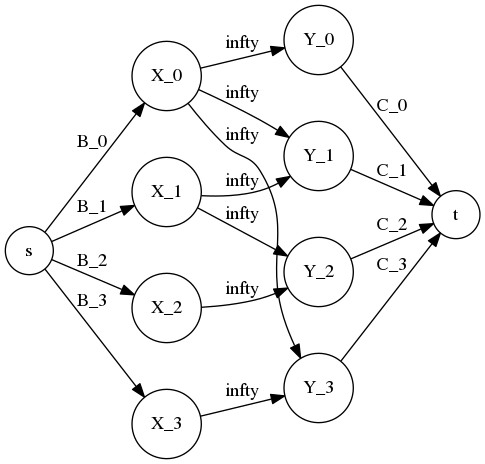 Y_0
infty
X_0
infty
C_0
infty
B_0
Y_1
C_1
infty
X_1
B_1
infty
C_2
t
s
B_2
C_3
Y_2
infty
X_2
B_3
Y_3
infty
X_3